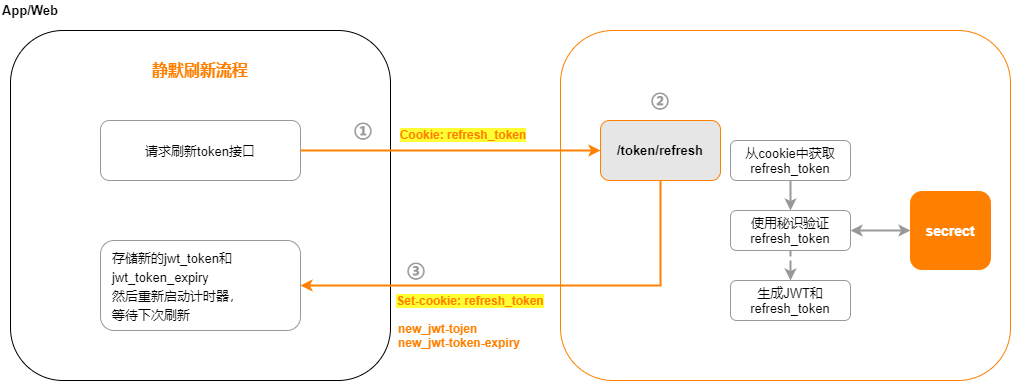 App/Web
静默刷新流程
①
②
Cookie: refresh_token
请求刷新token接口
/token/refresh
从cookie中获取
refresh_token
使用秘识验证
refresh_token
secrect
存储新的jwt_token和
jwt_token_expiry
然后重新启动计时器，
等待下次刷新
③
Set-cookie: refresh_token
生成JWT和
refresh_token
new_jwt-tojen
new_jwt-token-expiry